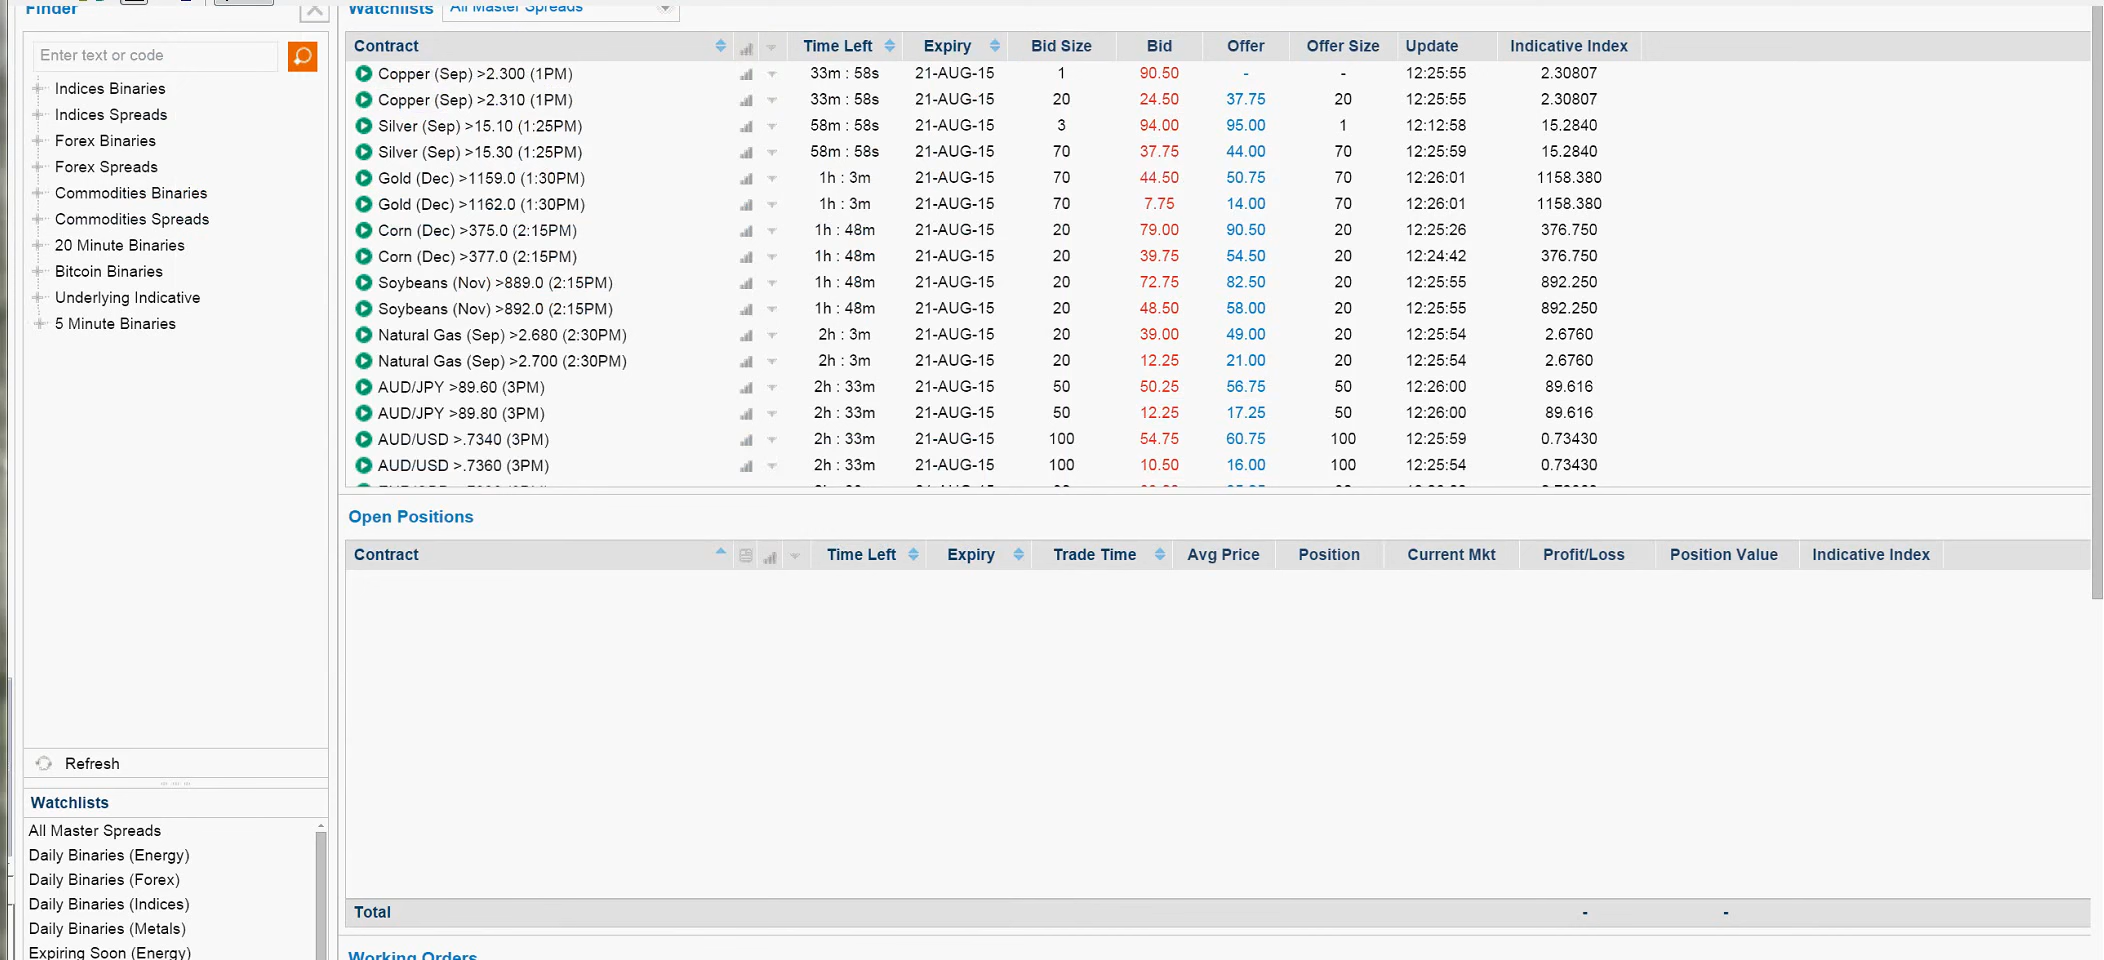 Finder
Enter text or code
Indices Binaries
Indices Spreads
Forex Binaries
Forex Spreads
Commodities Binaries
Commodities Spreads
20 Minute Binaries
Bitcoin Binaries
Underlying Indicative
5 Minute Binaries
Refresh
Watchlists
All Master Spreads
Daily Binaries (Energy)
Daily Binaries (Forex)
Daily Binaries (Indices)
Daily Binaries (Metals)
Expiring Soon (Energy)
Watchlists All Master Spreads
Contract Time Left Expiry Bid Size Bid Offer Offer Size Update Indicative Index
Copper (Sep) >2.300 (1PM) 33m : 58s 21-AUG-15 1 90.50 - - 12:25:55 2.30807
Copper (Sep) >2.310 (1PM) 33m : 58s 21-AUG-15 20 24.50 37.75 20 12:25:55 2.30807
Silver (Sep) >15.10 (1:25PM) 58m : 58s 21-AUG-15 3 94.00 95.00 1 12:12:58 15.2840
Silver (Sep) >15.30 (1:25PM) 58m : 58s 21-AUG-15 70 37.75 44.00 70 12:25:59 15.2840
Gold (Dec) >1159.0 (1:30PM) 1h : 3m 21-AUG-15 70 44.50 50.75 70 12:26:01 1158.380
Gold (Dec) >1162.0 (1:30PM) 1h : 3m 21-AUG-15 70 7.75 14.00 70 12:26:01 1158.380
Corn (Dec) >375.0 (2:15PM) 1h : 48m 21-AUG-15 20 79.00 90.50 20 12:25:26 376.750
Corn (Dec) >377.0 (2:15PM) 1h : 48m 21-AUG-15 20 39.75 54.50 20 12:24:42 376.750
Soybeans (Nov) >889.0 (2:15PM) 1h : 48m 21-AUG-15 20 72.75 82.50 20 12:25:55 892.250
Soybeans (Nov) >892.0 (2:15PM) 1h : 48m 21-AUG-15 20 48.50 58.00 20 12:25:55 892.250
Natural Gas (Sep) >2.680 (2:30PM) 2h : 3m 21-AUG-15 20 39.00 49.00 20 12:25:54 2.6760
Natural Gas (Sep) >2.700 (2:30PM) 2h : 3m 21-AUG-15 20 12.25 21.00 20 12:25:54 2.6760
AUD/JPY >89.60 (3PM) 2h : 33m 21-AUG-15 50 50.25 56.75 50 12:26:00 89.616
AUD/JPY >89.80 (3PM) 2h : 33m 21-AUG-15 50 12.25 17.25 50 12:26:00 89.616
AUD/USD >.7340 (3PM) 2h : 33m 21-AUG-15 100 54.75 60.75 100 12:25:59 0.73430
AUD/USD >.7360 (3PM) 2h : 33m 21-AUG-15 100 10.50 16.00 100 12:25:54 0.73430
Open Positions
Contract Time Left Expiry Trade Time Avg Price Position Current Mkt Profit/Loss Position Value Indicative Index
Total - -
Working Orders